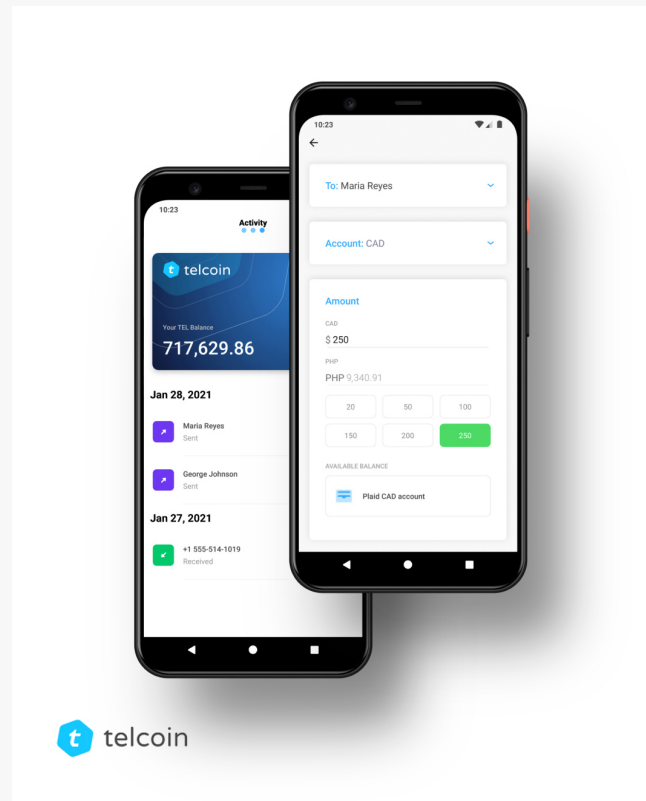 10:23
Activity
telcoin
Your TEL Balance
717,629.86
Jan 28, 2021
Maria Reyes
Sent
George Johnson
Sent
Jan 27, 2021
+1 555-514-1019
Received
10:23
To: Maria Reyes
Account: CAD
Amount
CAD
$ 250
PHP
PHP 9,340.91
20 50 100
150 200 250
AVAILABLE BALANCE
Plaid CAD account
t telcoin